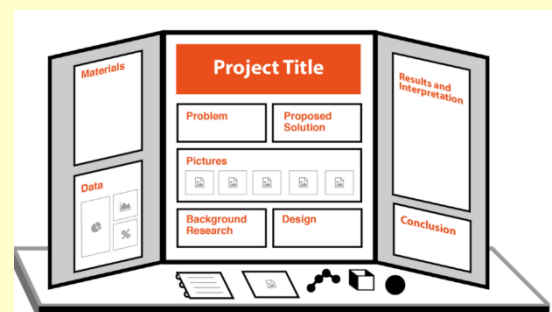 Materials
Data
%
Project Title
Problem
Proposed
Solution
Pictures
Background
Research
Design
Results and
Interpretation
Conclusion